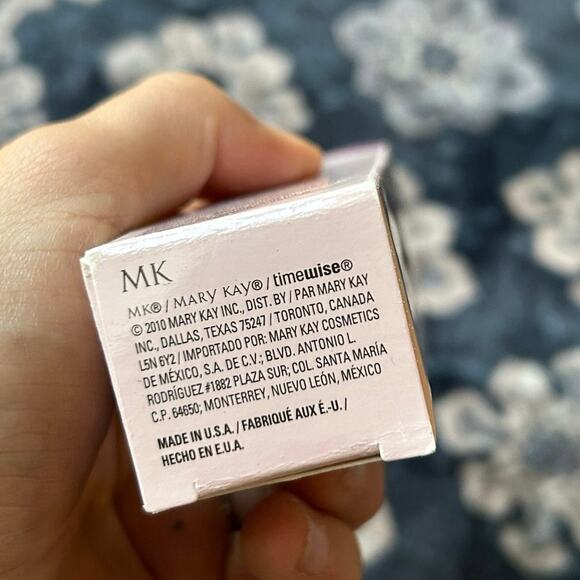 MK
MK® / MARY KAY® / timewise®
© 2010 MARY KAY INC., DIST. BY / PAR MARY KAY
INC., DALLAS, TEXAS 75247 / TORONTO, CANADA
L5N 6Y2 / IMPORTADO POR: MARY KAY COSMETICS
DE MÉXICO, S.A. DE C.V.; BLVD. ANTONIO L.
RODRÍGUEZ #1882 PLAZA SUR; COL. SANTA MARÍA
C.P. 64650; MONTERREY, NUEVO LEÓN, MÉXICO
MADE IN U.S.A. / FABRIQUÉ AUX É.-U. /
HECHO EN E.U.A.